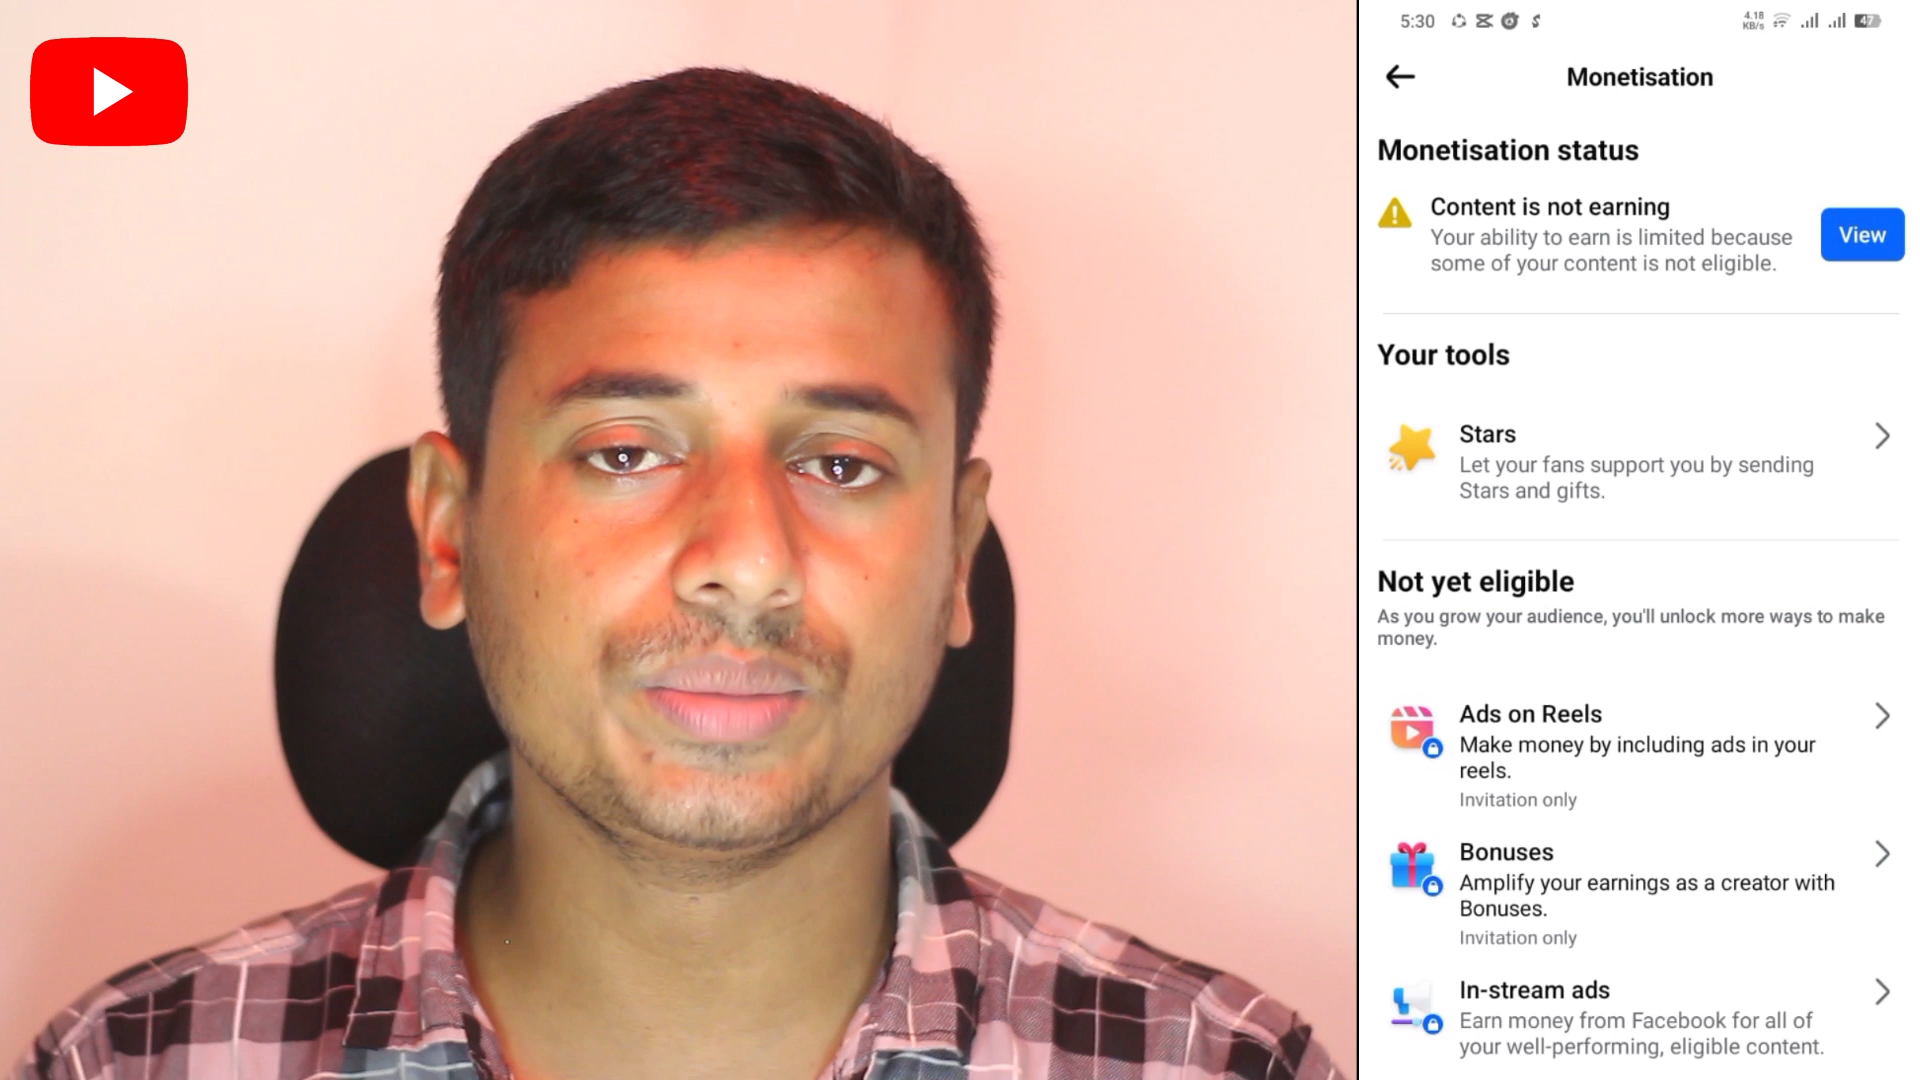 5:30
4.18
KB/s
47
Monetisation
Monetisation status
Content is not earning
Your ability to earn is limited because
some of your content is not eligible.
View
Your tools
Stars
Let your fans support you by sending
Stars and gifts.
Not yet eligible
As you grow your audience, you'll unlock more ways to make
money.
Ads on Reels
Make money by including ads in your
reels.
Invitation only
Bonuses
Amplify your earnings as a creator with
Bonuses.
Invitation only
In-stream ads
Earn money from Facebook for all of
your well-performing, eligible content.